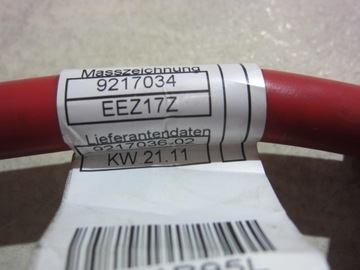 Masszeichnung
9217034
EEZ17Z
Lieferantendaten
9217036-02
KW 21.11